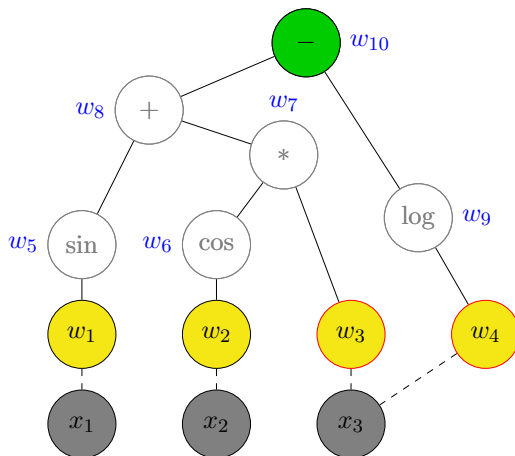 − w₁₀
w₇
w₈ +
*
w₅ sin w₆ cos log w₉
w₁ w₂ w₃ w₄
x₁ x₂ x₃